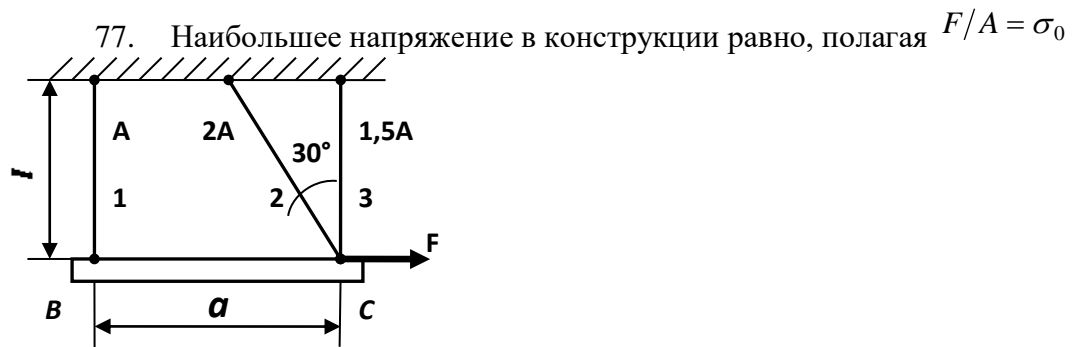 77. Наибольшее напряжение в конструкции равно, полагая F/A = σ₀
A 2A 1,5A
30°
l 1 2 3
F
B a C